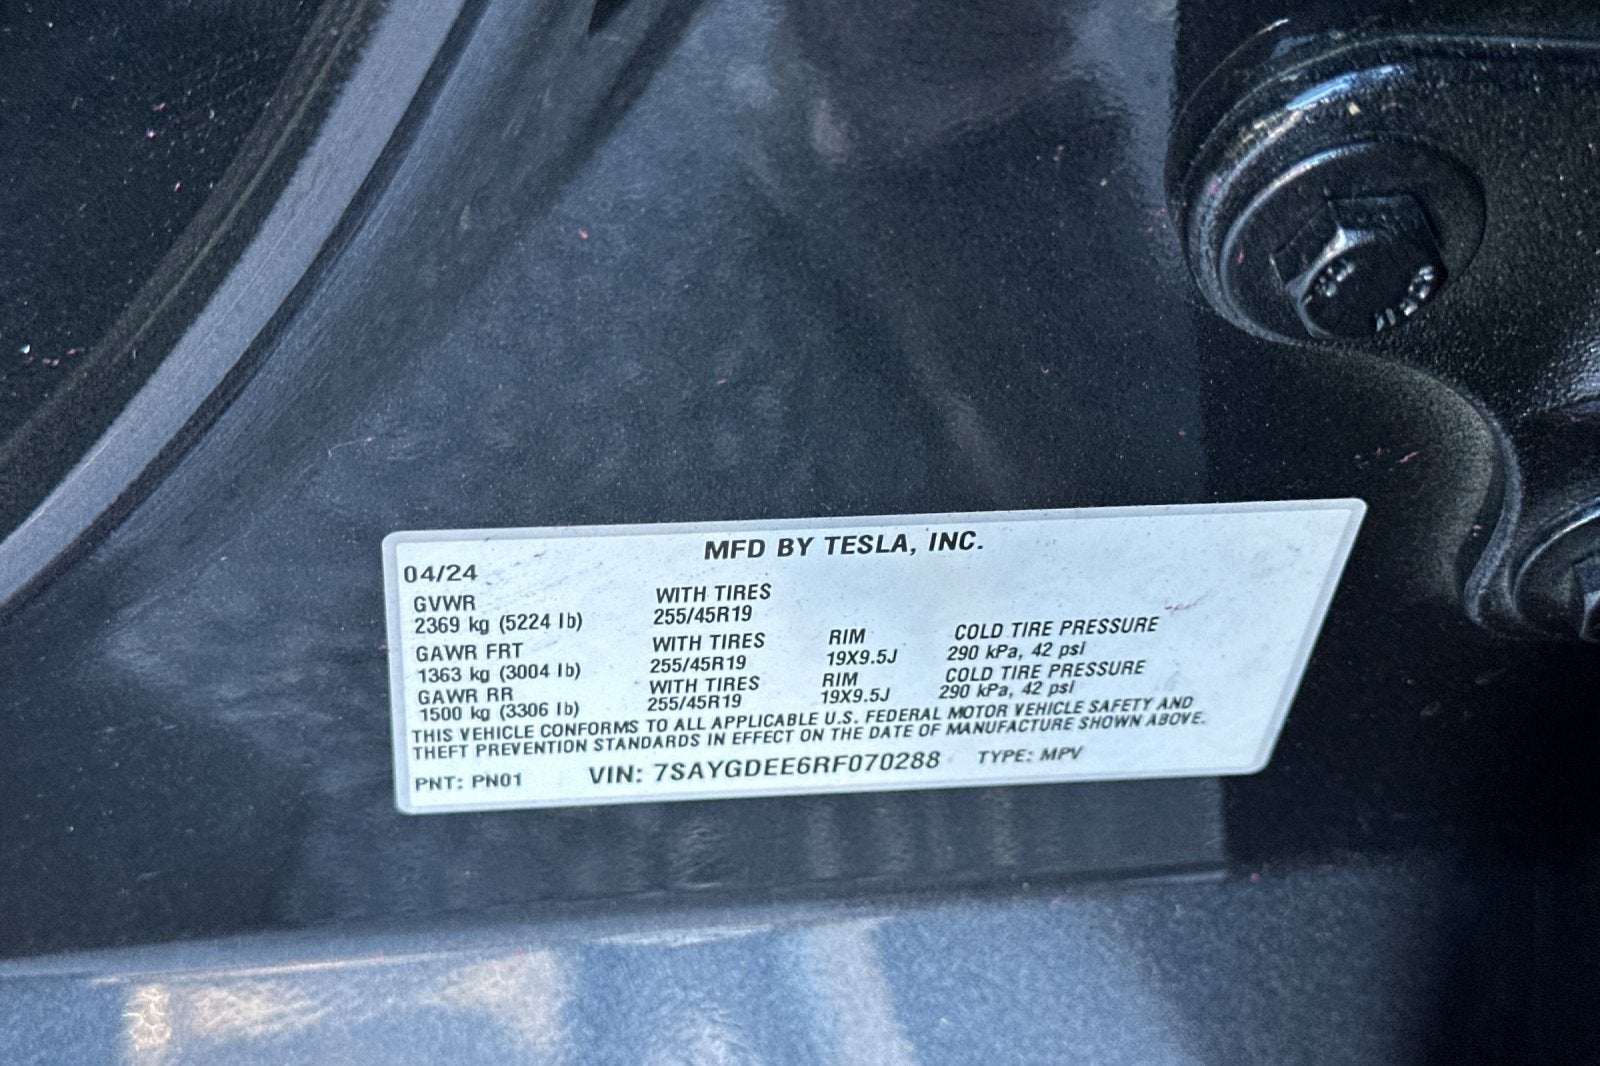 MFD BY TESLA, INC.
04/24
GVWR WITH TIRES
2369 kg (5224 lb) 255/45R19
GAWR FRT WITH TIRES RIM COLD TIRE PRESSURE
1363 kg (3004 lb) 255/45R19 19X9.5J 290 kPa, 42 psi
GAWR RR WITH TIRES RIM COLD TIRE PRESSURE
1500 kg (3306 lb) 255/45R19 19X9.5J 290 kPa, 42 psi
THIS VEHICLE CONFORMS TO ALL APPLICABLE U.S. FEDERAL MOTOR VEHICLE SAFETY AND
THEFT PREVENTION STANDARDS IN EFFECT ON THE DATE OF MANUFACTURE SHOWN ABOVE.
PNT: PN01 VIN: 7SAYGDEE6RF070288 TYPE: MPV